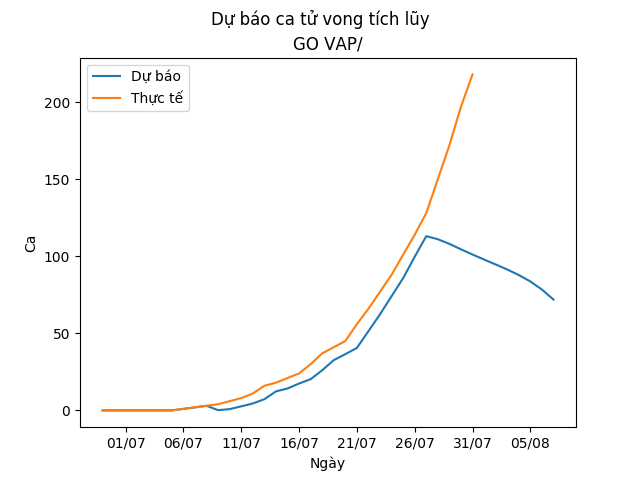 Dự báo ca tử vong tích lũy
GO VAP/
Dự báo
Thực tế
200
150
100
50
0
Ca
01/07 06/07 11/07 16/07 21/07 26/07 31/07 05/08
Ngày